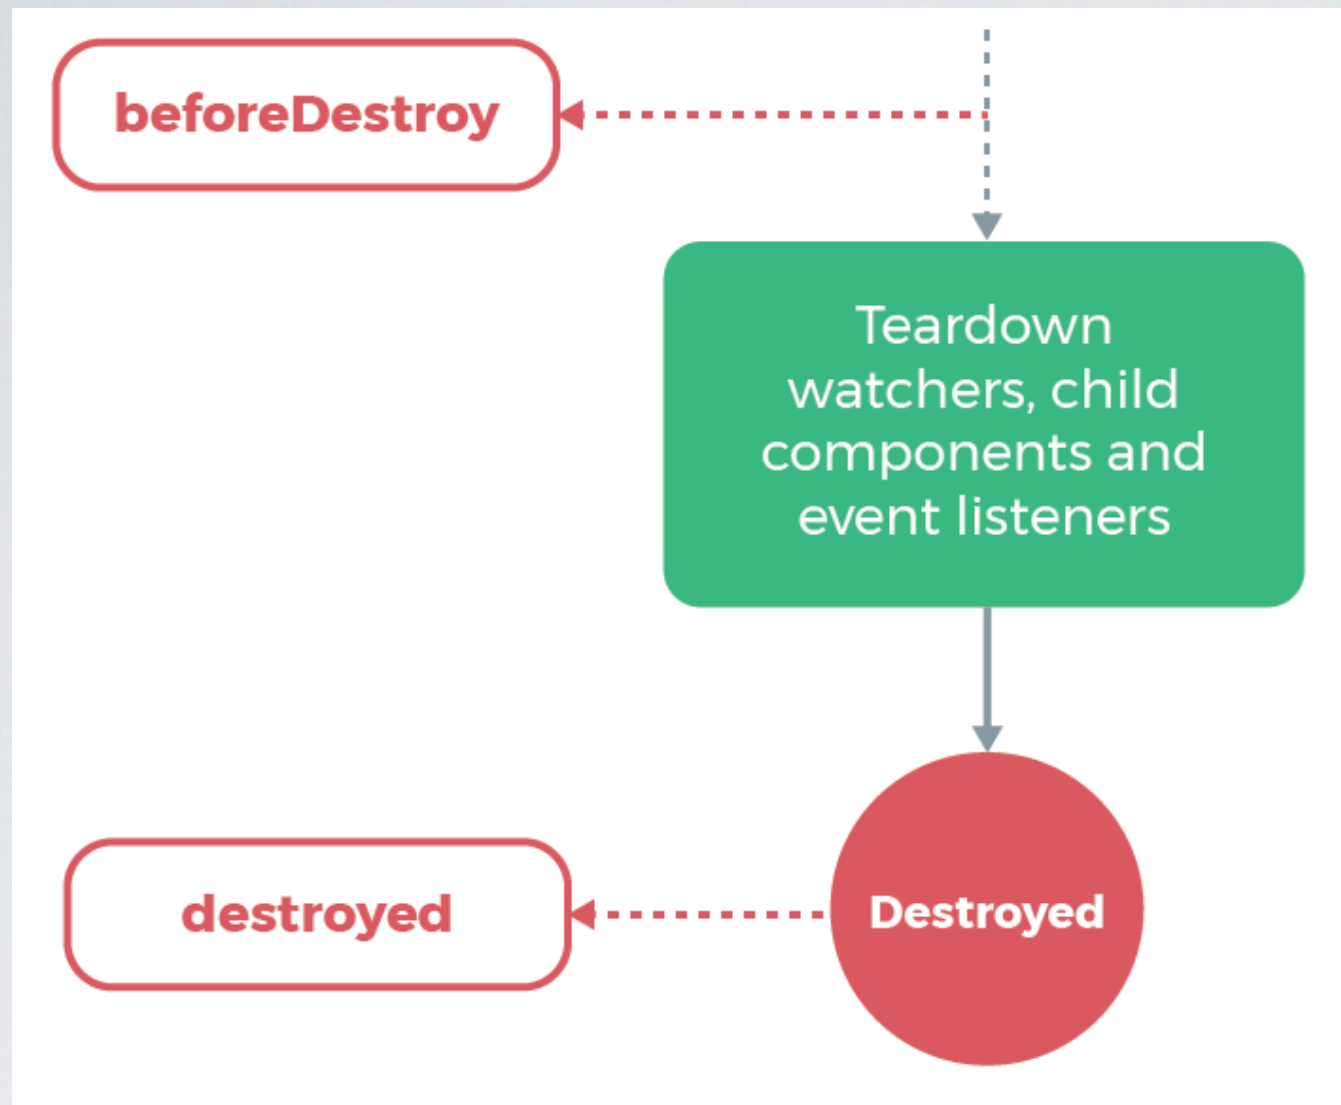 beforeDestroy
Teardown
watchers, child
components and
event listeners
destroyed
Destroyed